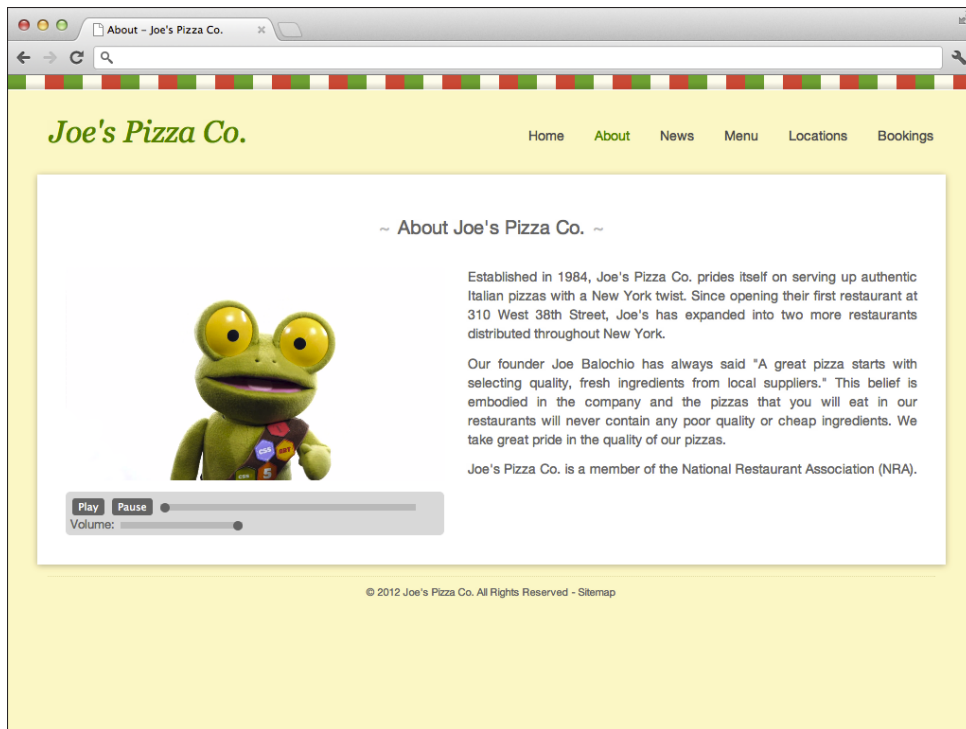 About – Joe's Pizza Co.
Joe's Pizza Co.
Home About News Menu Locations Bookings
~ About Joe's Pizza Co. ~
Established in 1984, Joe's Pizza Co. prides itself on serving up authentic
Italian pizzas with a New York twist. Since opening their first restaurant at
310 West 38th Street, Joe's has expanded into two more restaurants
distributed throughout New York.
Our founder Joe Balochio has always said "A great pizza starts with
selecting quality, fresh ingredients from local suppliers." This belief is
embodied in the company and the pizzas that you will eat in our
restaurants will never contain any poor quality or cheap ingredients. We
take great pride in the quality of our pizzas.
Joe's Pizza Co. is a member of the National Restaurant Association (NRA).
CSS
5
Play Pause
Volume:
© 2012 Joe's Pizza Co. All Rights Reserved - Sitemap